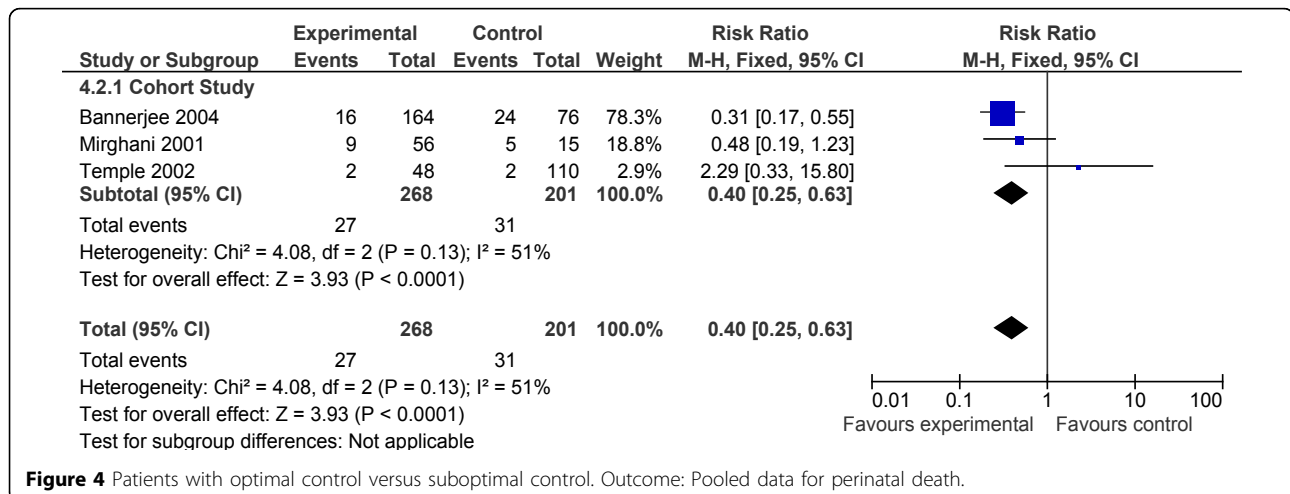 Experimental Control Risk Ratio Risk Ratio
Study or Subgroup Events Total Events Total Weight M-H, Fixed, 95% CI M-H, Fixed, 95% CI
4.2.1 Cohort Study
Bannerjee 2004 16 164 24 76 78.3% 0.31 [0.17, 0.55]
Mirghani 2001 9 56 5 15 18.8% 0.48 [0.19, 1.23]
Temple 2002 2 48 2 110 2.9% 2.29 [0.33, 15.80]
Subtotal (95% CI) 268 201 100.0% 0.40 [0.25, 0.63]
Total events 27 31
Heterogeneity: Chi² = 4.08, df = 2 (P = 0.13); I² = 51%
Test for overall effect: Z = 3.93 (P < 0.0001)
Total (95% CI) 268 201 100.0% 0.40 [0.25, 0.63]
Total events 27 31
Heterogeneity: Chi² = 4.08, df = 2 (P = 0.13); I² = 51%
Test for overall effect: Z = 3.93 (P < 0.0001)
Test for subgroup differences: Not applicable
0.01 0.1 1 10 100
Favours experimental Favours control
Figure 4 Patients with optimal control versus suboptimal control. Outcome: Pooled data for perinatal death.